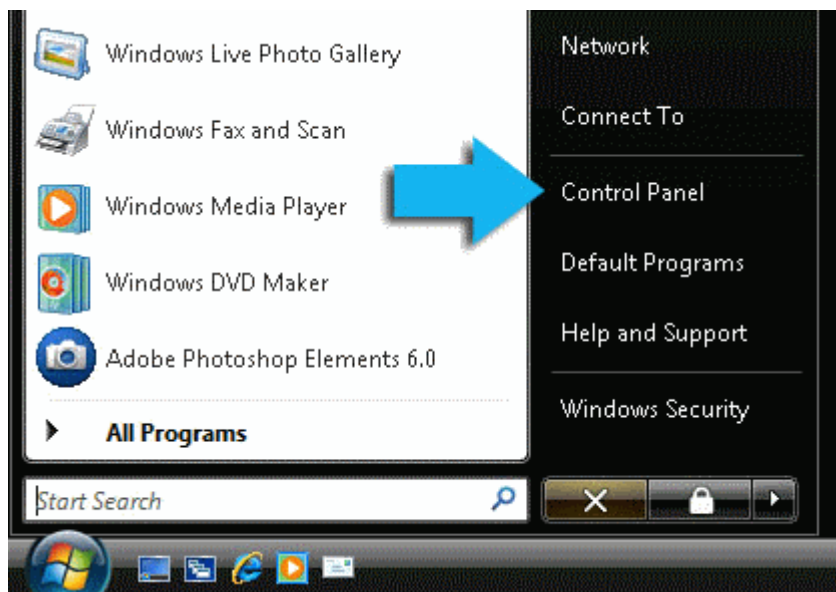 Windows Live Photo Gallery
Windows Fax and Scan
Windows Media Player
Windows DVD Maker
Adobe Photoshop Elements 6.0
All Programs
Start Search
Network
Connect To
Control Panel
Default Programs
Help and Support
Windows Security